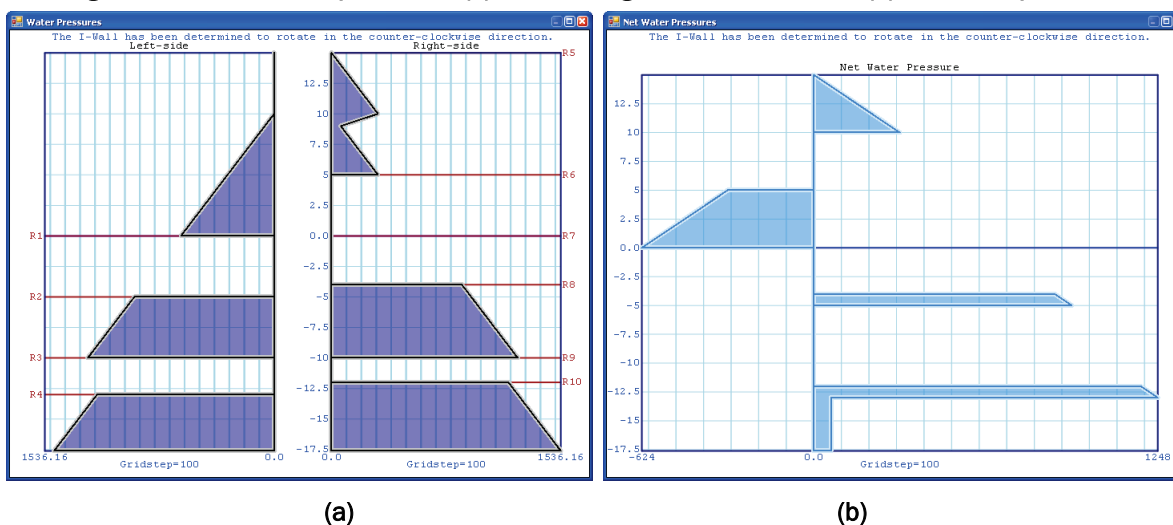 Water Pressures
The I-Wall has been determined to rotate in the counter-clockwise direction.
Left-side
Right-side
R5
12.5
10
7.5
5
R6
2.5
R1
0.0
R7
-2.5
R2
-5
R8
-7.5
R3
-10
R9
R4
-12.5
R10
-15
-17.5
1536.16
0.0
0.0
1536.16
Gridstep=100
(a)
Net Water Pressures
The I-Wall has been determined to rotate in the counter-clockwise direction.
Net Water Pressure
12.5
10
7.5
5
2.5
0.0
-2.5
-5
-7.5
-10
-12.5
-15
-17.5
-624
0.0
1248
Gridstep=100
(b)